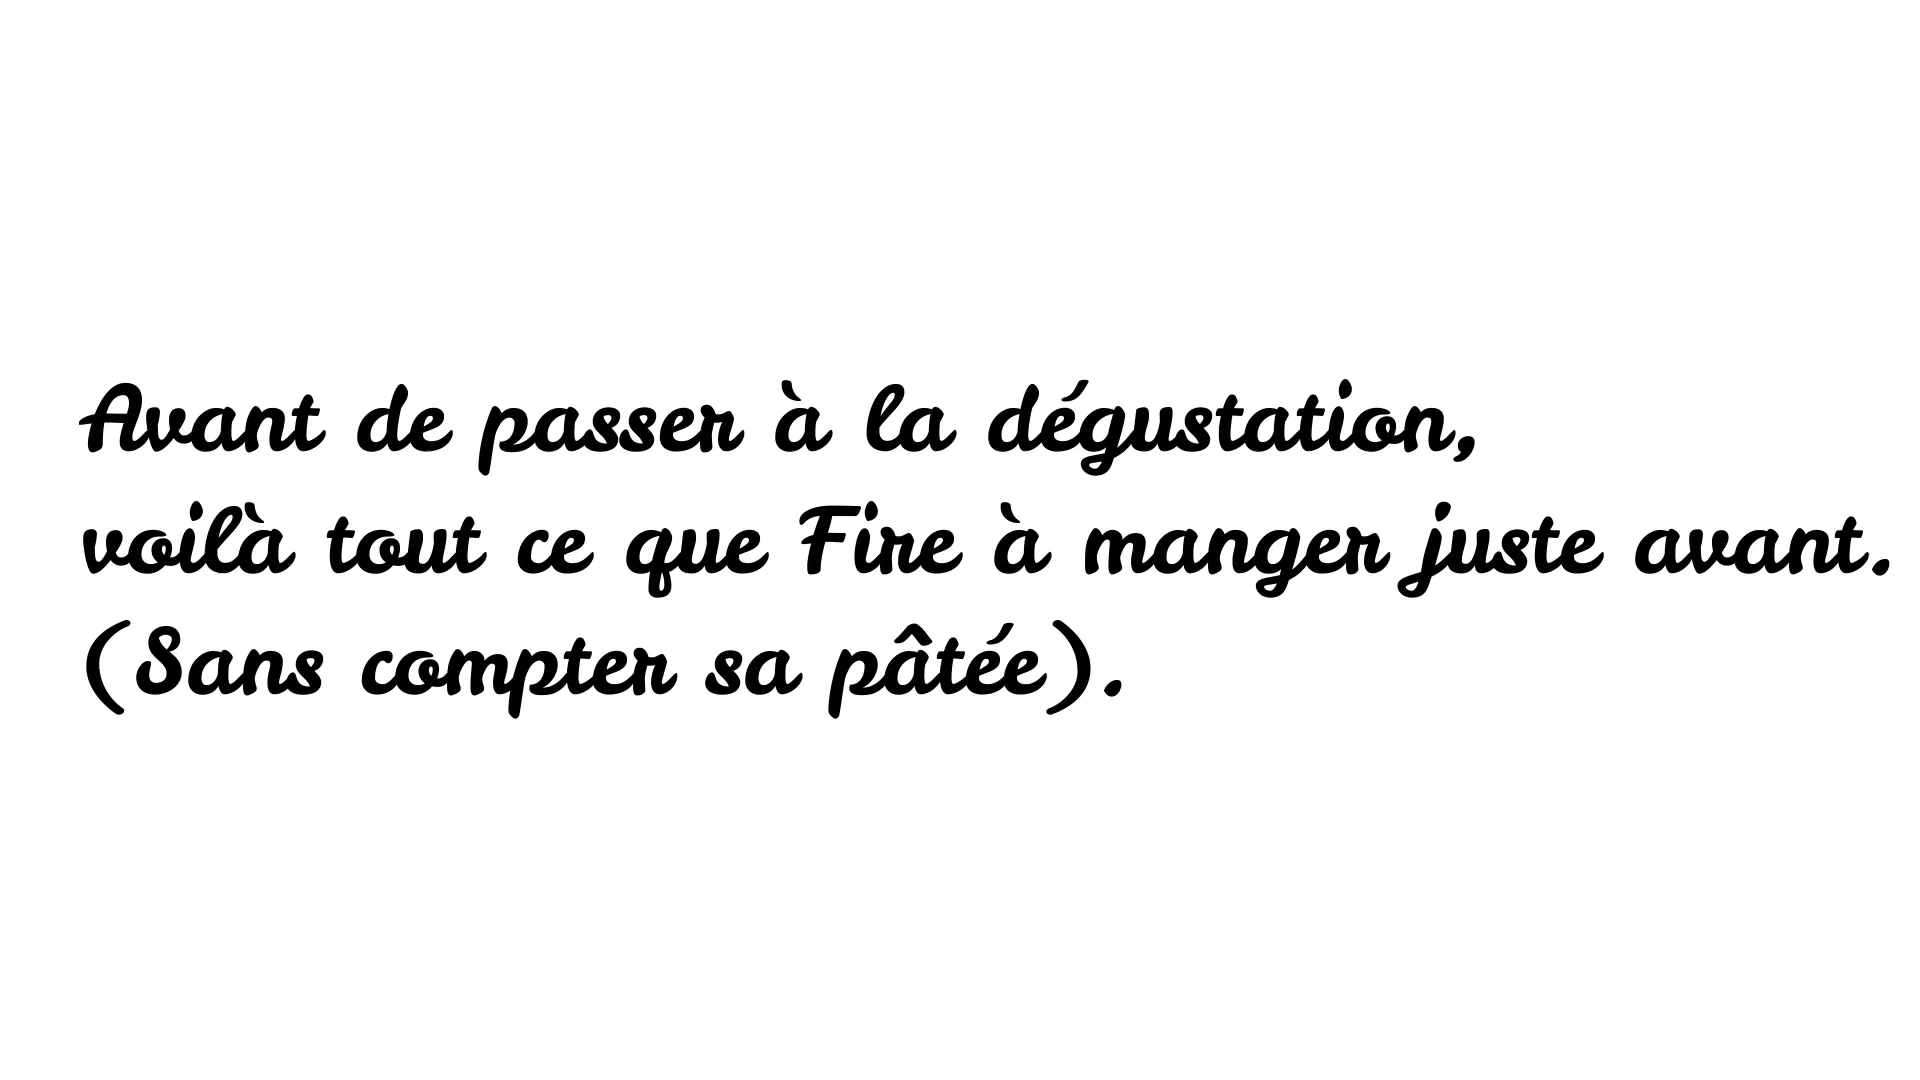 Avant de passer à la dégustation,
voilà tout ce que Fire à manger juste avant.
(Sans compter sa pâtée).